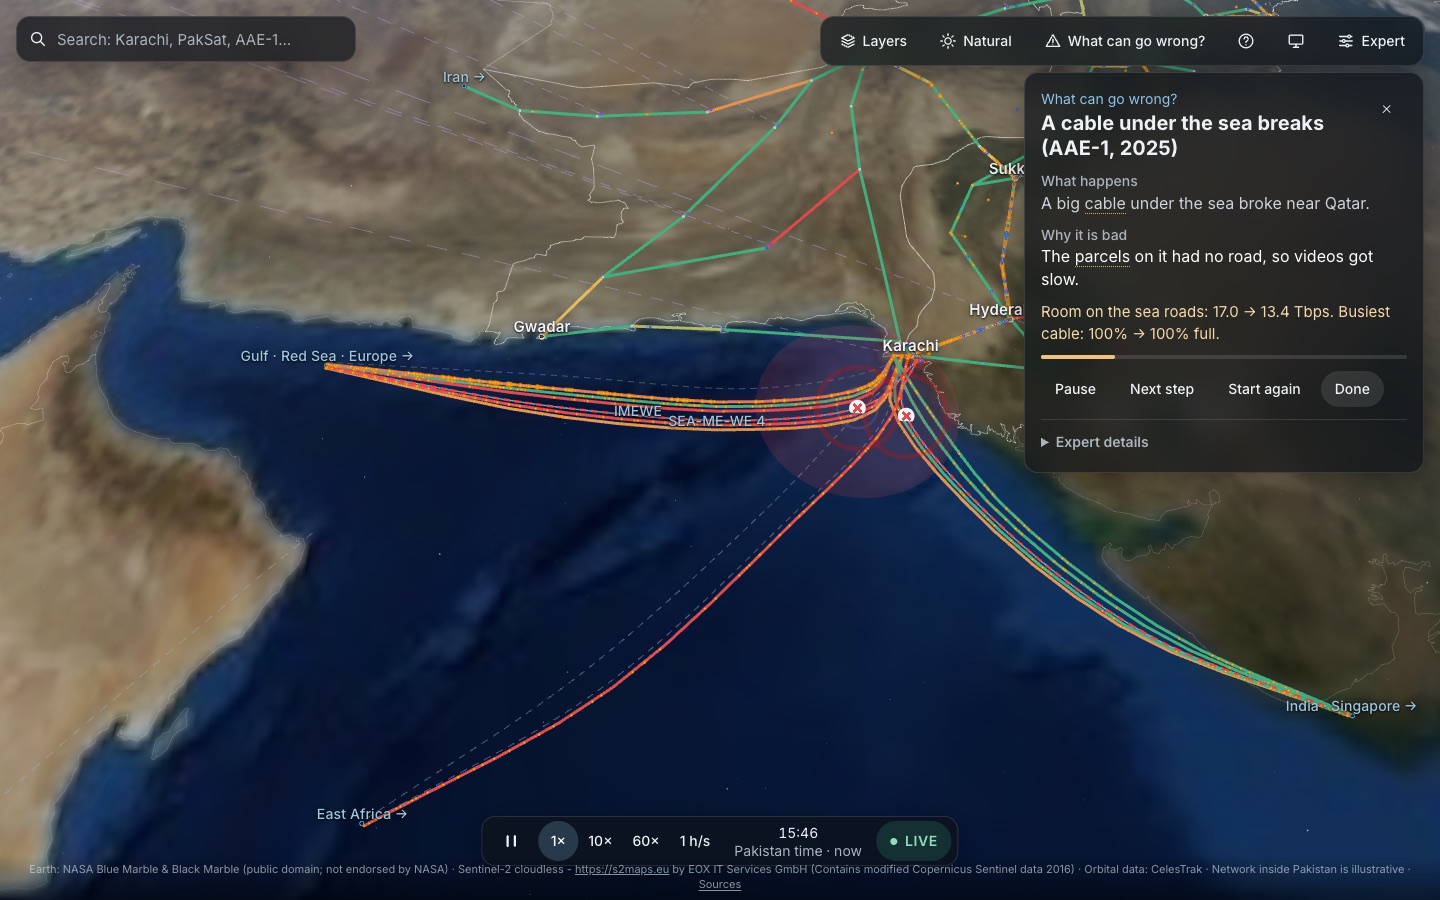 Search: Karachi, PakSat, AAE-1...
Layers
Natural
What can go wrong?
Expert
Iran →
What can go wrong?
A cable under the sea breaks
(AAE-1, 2025)
What happens
A big cable under the sea broke near Qatar.
Why it is bad
The parcels on it had no road, so videos got
slow.
Room on the sea roads: 17.0 → 13.4 Tbps. Busiest
cable: 100% → 100% full.
Pause
Next step
Start again
Done
Expert details
Sukk
Hydera
Gwadar
Karachi
Gulf · Red Sea · Europe →
IMEWE
SEA-ME-WE 4
India · Singapore →
East Africa →
1×
10×
60×
1 h/s
15:46
Pakistan time · now
LIVE
Earth: NASA Blue Marble & Black Marble (public domain; not endorsed by NASA) · Sentinel-2 cloudless - https://s2maps.eu by EOX IT Services GmbH (Contains modified Copernicus Sentinel data 2016) · Orbital data: CelesTrak · Network inside Pakistan is illustrative ·
Sources